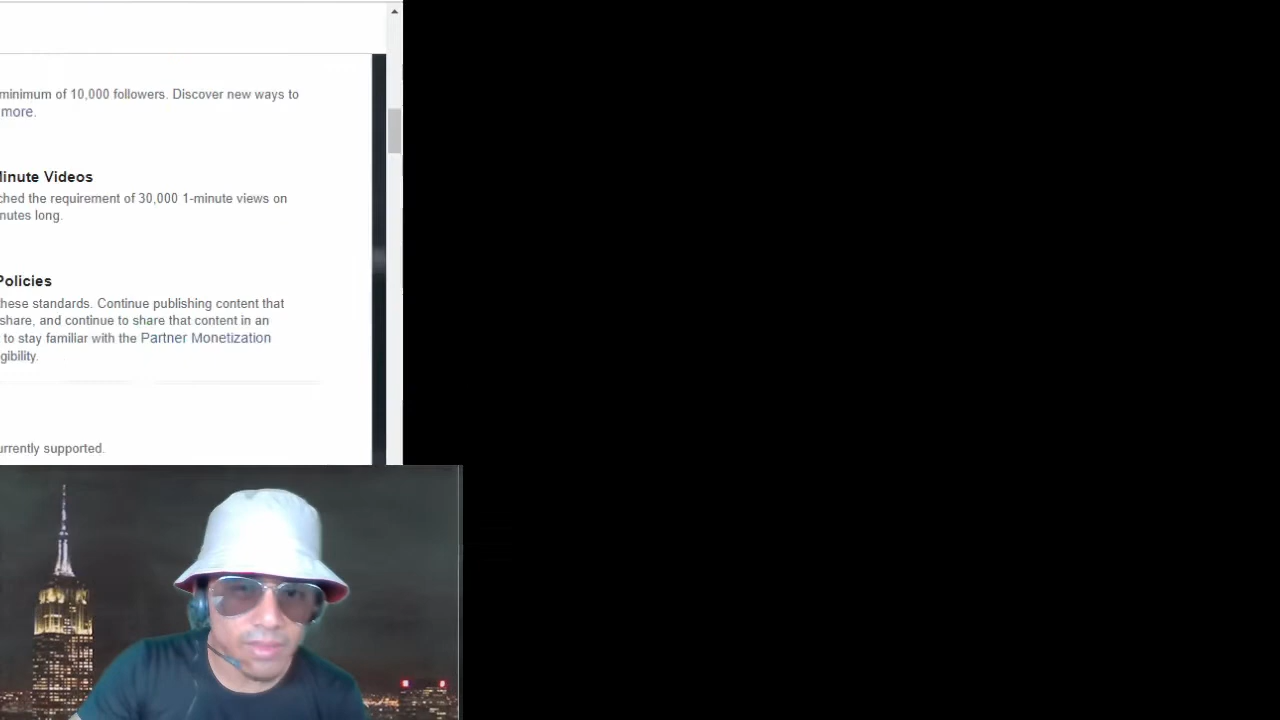 minimum of 10,000 followers. Discover new ways to
more.
Minute Videos
ched the requirement of 30,000 1-minute views on
nutes long.
Policies
these standards. Continue publishing content that
share, and continue to share that content in an
to stay familiar with the Partner Monetization
gibility.
urrently supported.